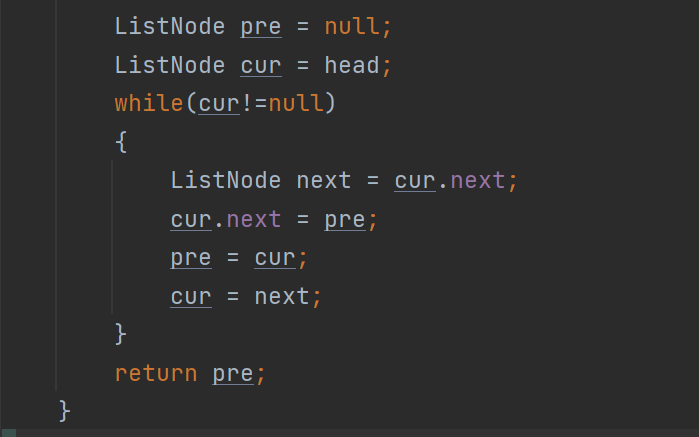 ListNode pre = null;
ListNode cur = head;
while(cur!=null)
{
ListNode next = cur.next;
cur.next = pre;
pre = cur;
cur = next;
}
return pre;
}